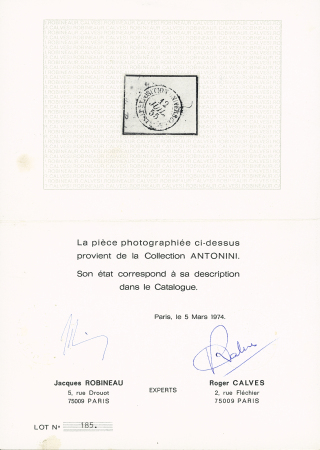 12
La pièce photographiée ci-dessus
provient de la Collection ANTONINI.
Son état correspond à sa description
dans le Catalogue.
Paris, le 5 Mars 1974.
Jacques ROBINEAU
5, rue Drouot
75009 PARIS
EXPERTS
Roger CALVES
2, rue Fléchier
75009 PARIS
LOT No 185.